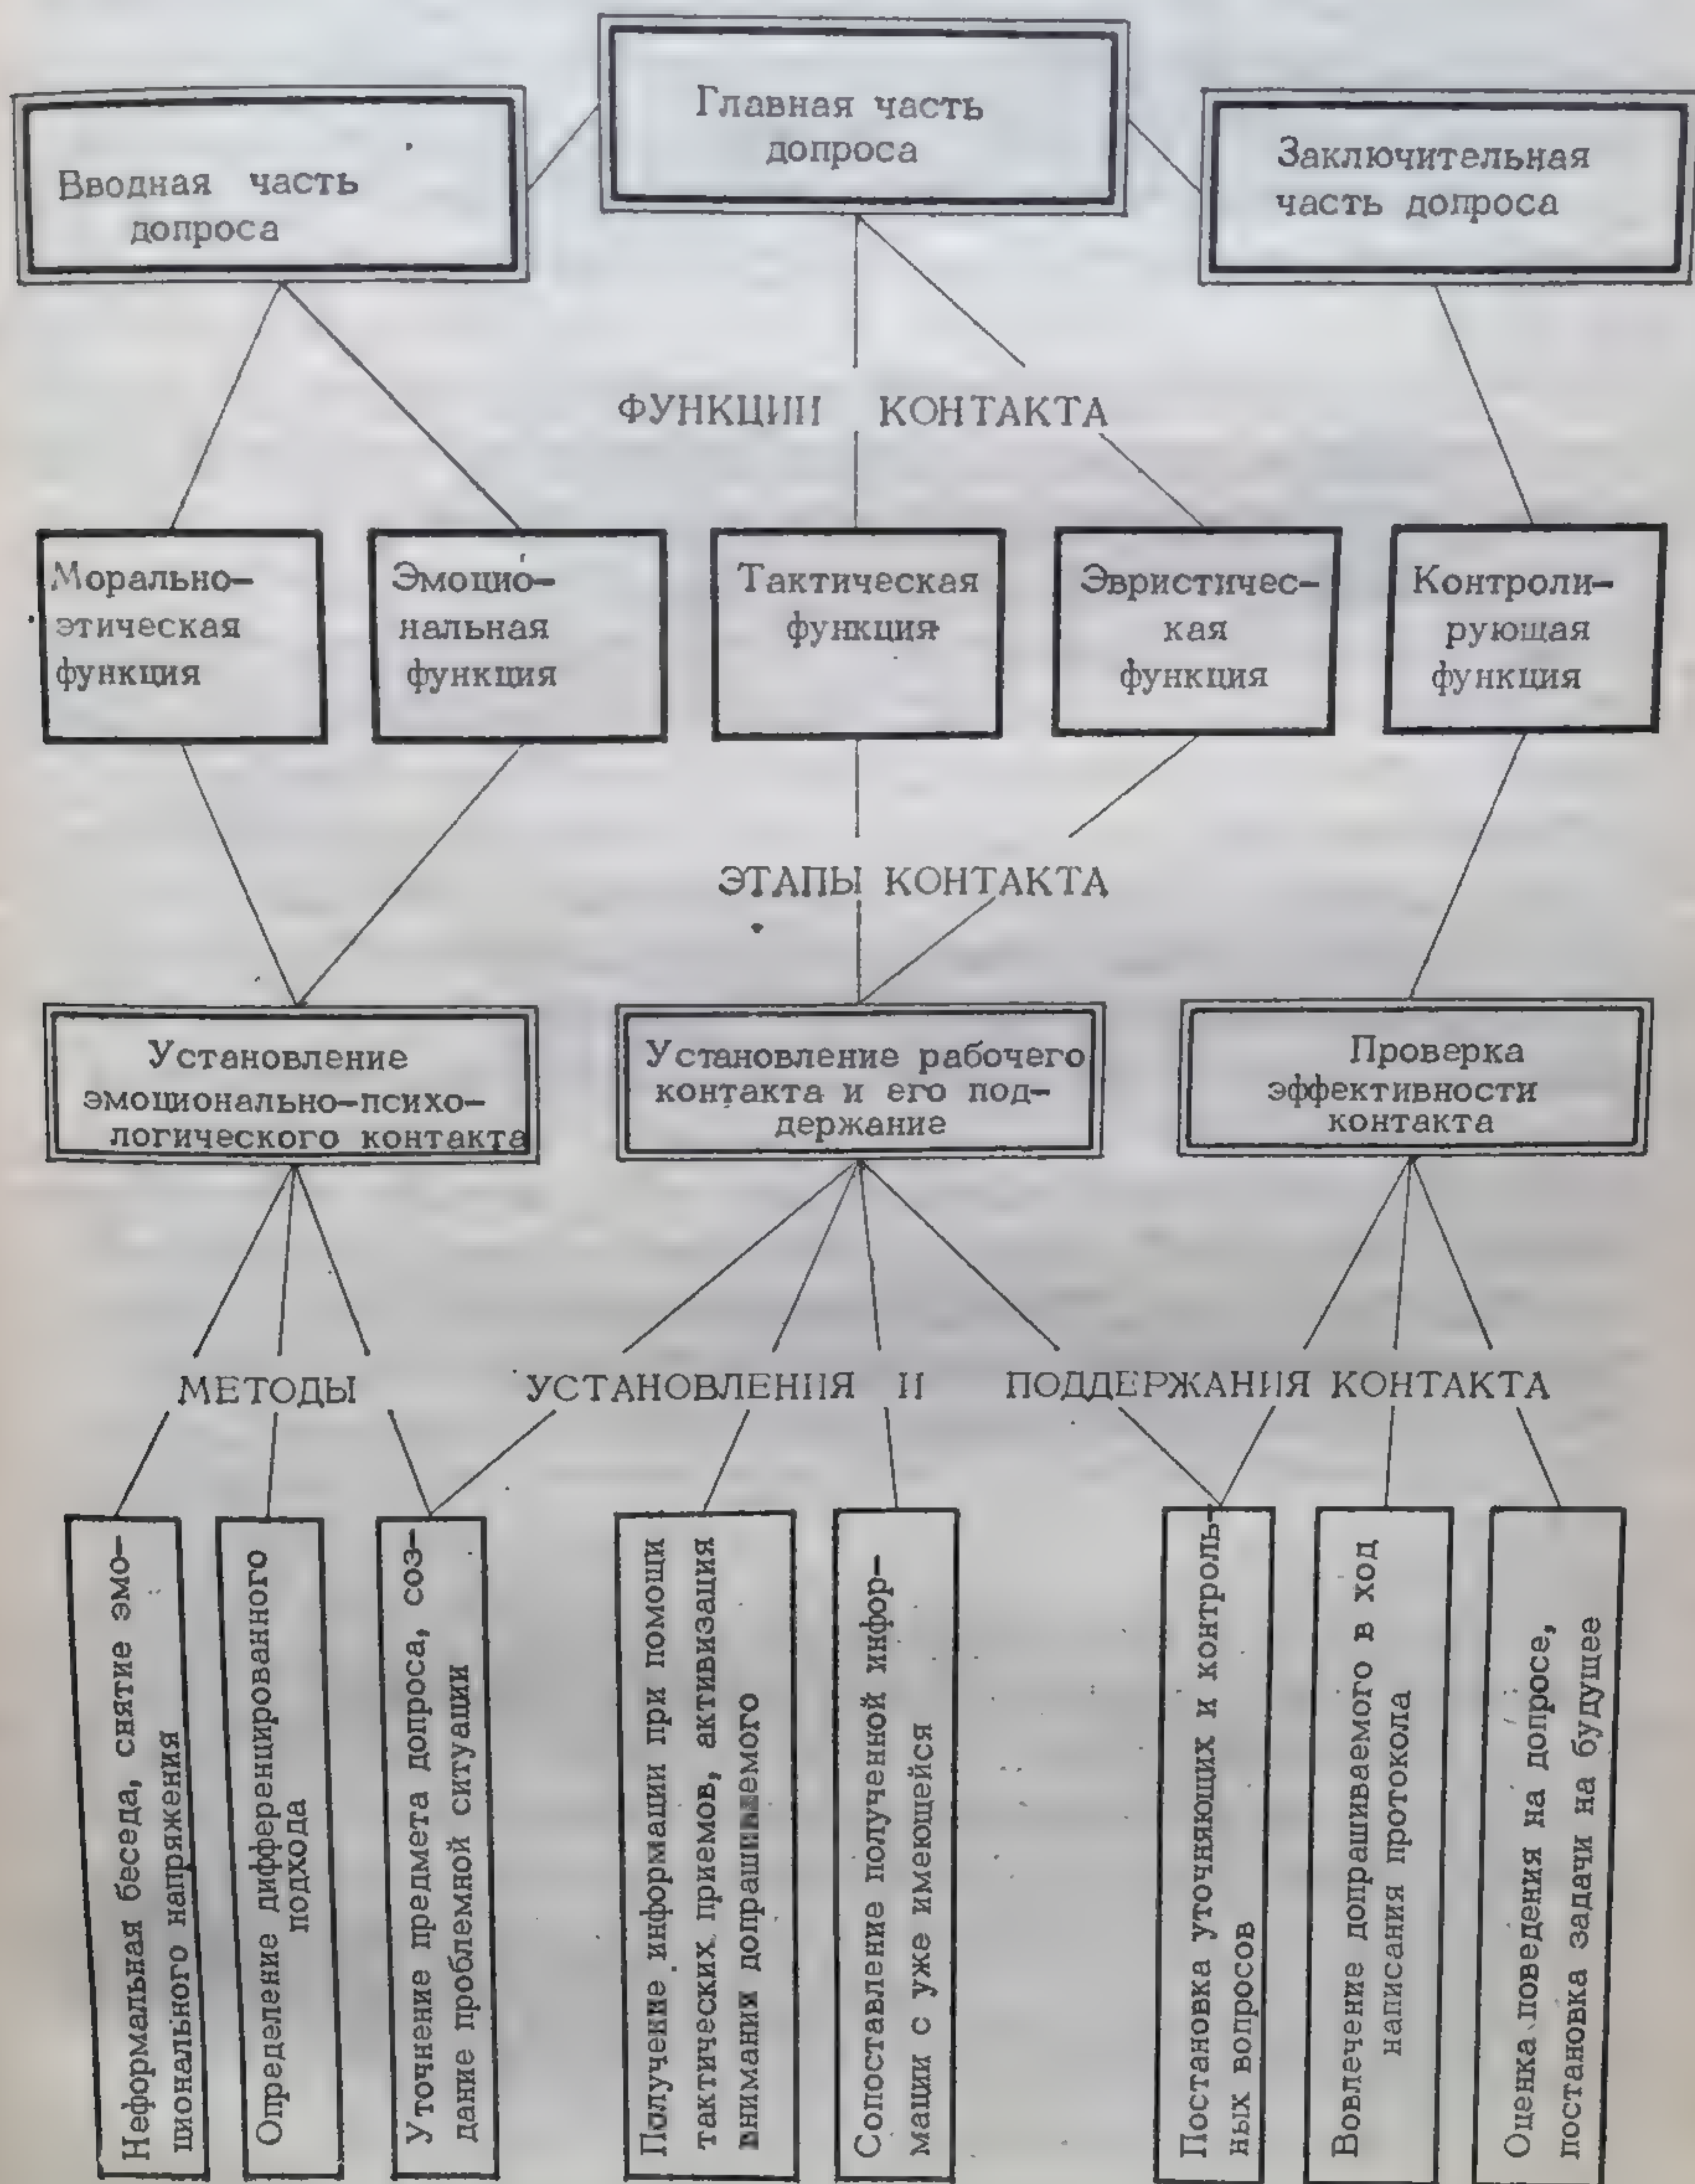 Главная часть
допроса
Вводная часть
допроса
Заключительная
часть допроса
ФУНКЦИИ КОНТАКТА
Морально-
этическая
функция
Эмоцио-
нальная
функция
Тактическая
функция
Эвристичес-
кая
функция
Контроли-
рующая
функция
ЭТАПЫ КОНТАКТА
Установление
эмоционально-психо-
логического контакта
Установление рабочего
контакта и его под-
держание
Проверка
эффективности
контакта
МЕТОДЫ УСТАНОВЛЕНИЯ И ПОДДЕРЖАНИЯ КОНТАКТА
Неформальная беседа, снятие эмо-
ционального напряжения
Определение дифференцированного
подхода
Уточнение предмета допроса, соз-
дание проблемной ситуации
Получение информации при помощи
тактических приемов, активизация
внимания допрашиваемого
Сопоставление полученной инфор-
мации с уже имеющейся
Постановка уточняющих и контроль-
ных вопросов
Вовлечение допрашиваемого в ход
написания протокола
Оценка поведения на допросе,
постановка задачи на будущее